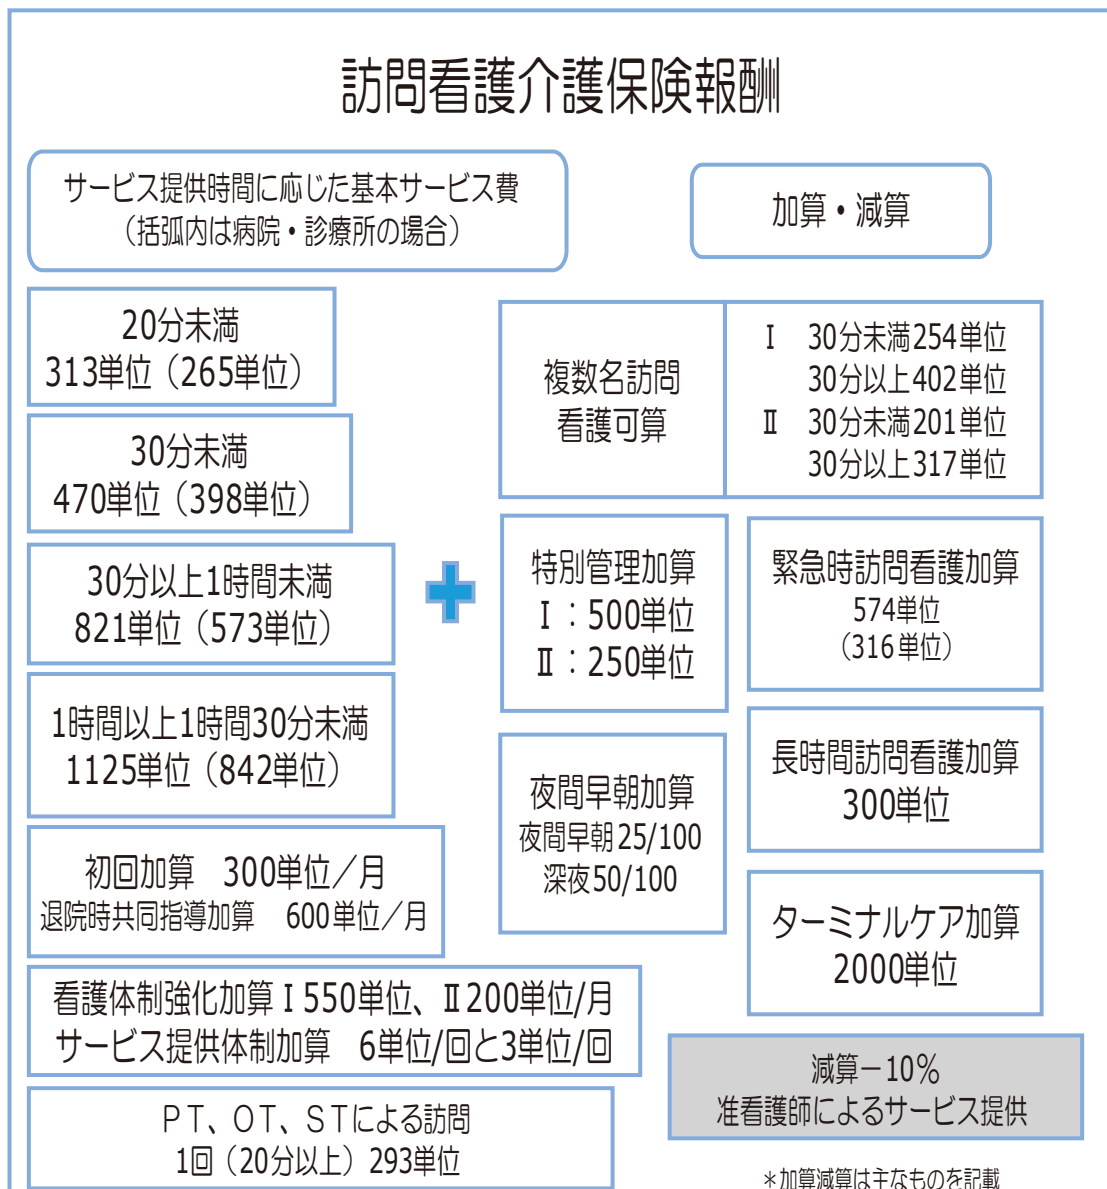 訪問看護介護保険報酬
サービス提供時間に応じた基本サービス費
（括弧内は病院・診療所の場合）
加算・減算
20分未満
313単位（265単位）
30分未満
470単位（398単位）
30分以上1時間未満
821単位（573単位）
1時間以上1時間30分未満
1125単位（842単位）
初回加算　300単位／月
退院時共同指導加算　600単位／月
看護体制強化加算Ⅰ550単位、Ⅱ200単位/月
サービス提供体制加算　6単位/回と3単位/回
ＰＴ、ＯＴ、ＳＴによる訪問
1回（20分以上）293単位
複数名訪問
看護可算
Ⅰ　30分未満254単位
30分以上402単位
Ⅱ　30分未満201単位
30分以上317単位
特別管理加算
Ⅰ：500単位
Ⅱ：250単位
緊急時訪問看護加算
574単位
（316単位）
夜間早朝加算
夜間早朝25/100
深夜50/100
長時間訪問看護加算
300単位
ターミナルケア加算
2000単位
減算－10％
准看護師によるサービス提供
＊加算減算は主なものを記載